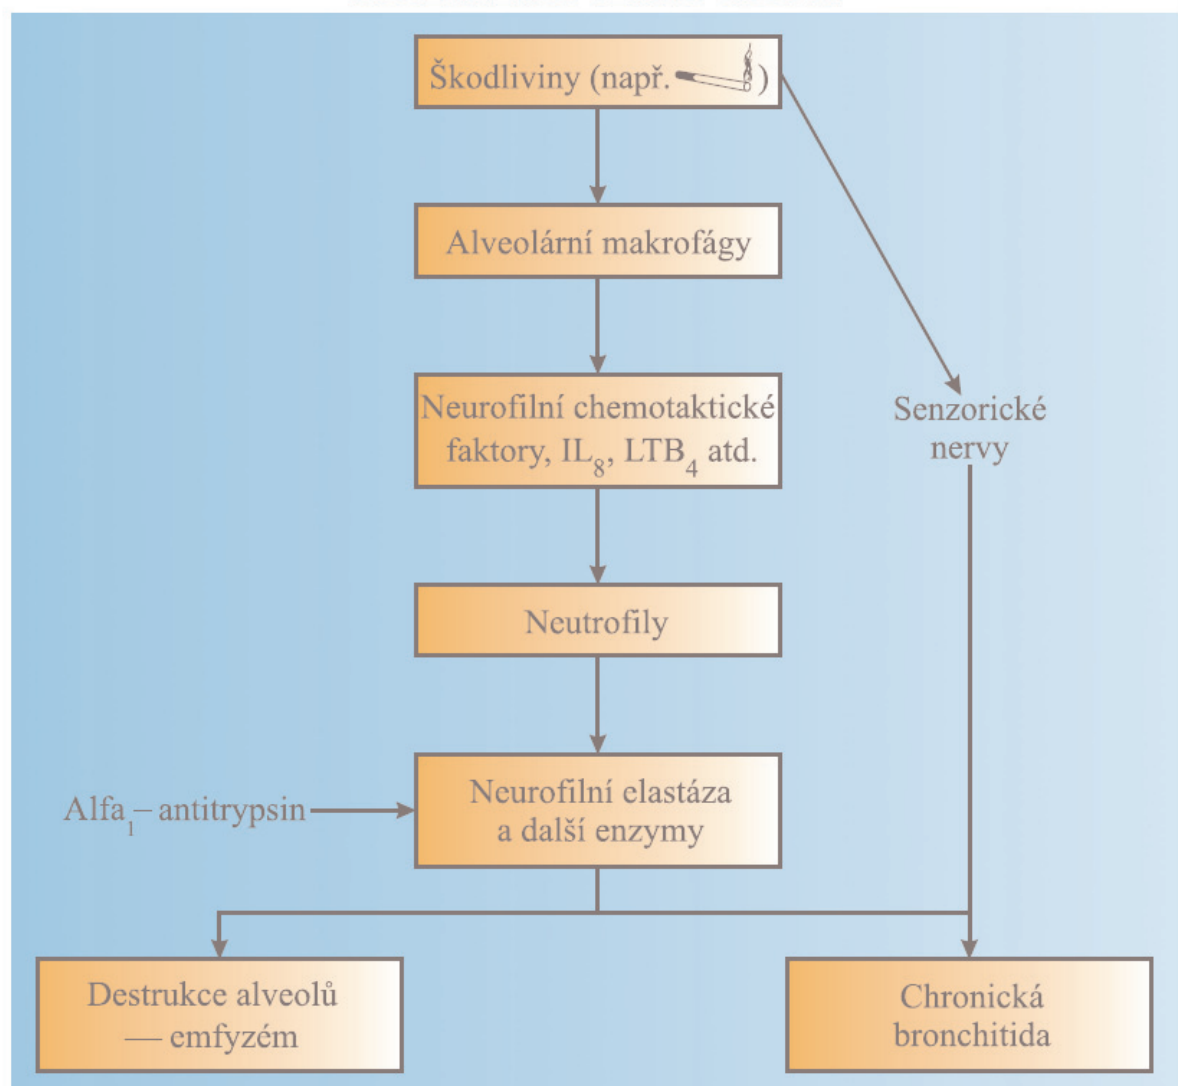 Škodliviny (např. )
Alveolární makrofágy
Neurofilní chemotaktické
faktory, IL8, LTB4 atd.
Senzorické
nervy
Neutrofily
Alfa1– antitrypsin
Neurofilní elastáza
a další enzymy
Destrukce alveolů
— emfyzém
Chronická
bronchitida